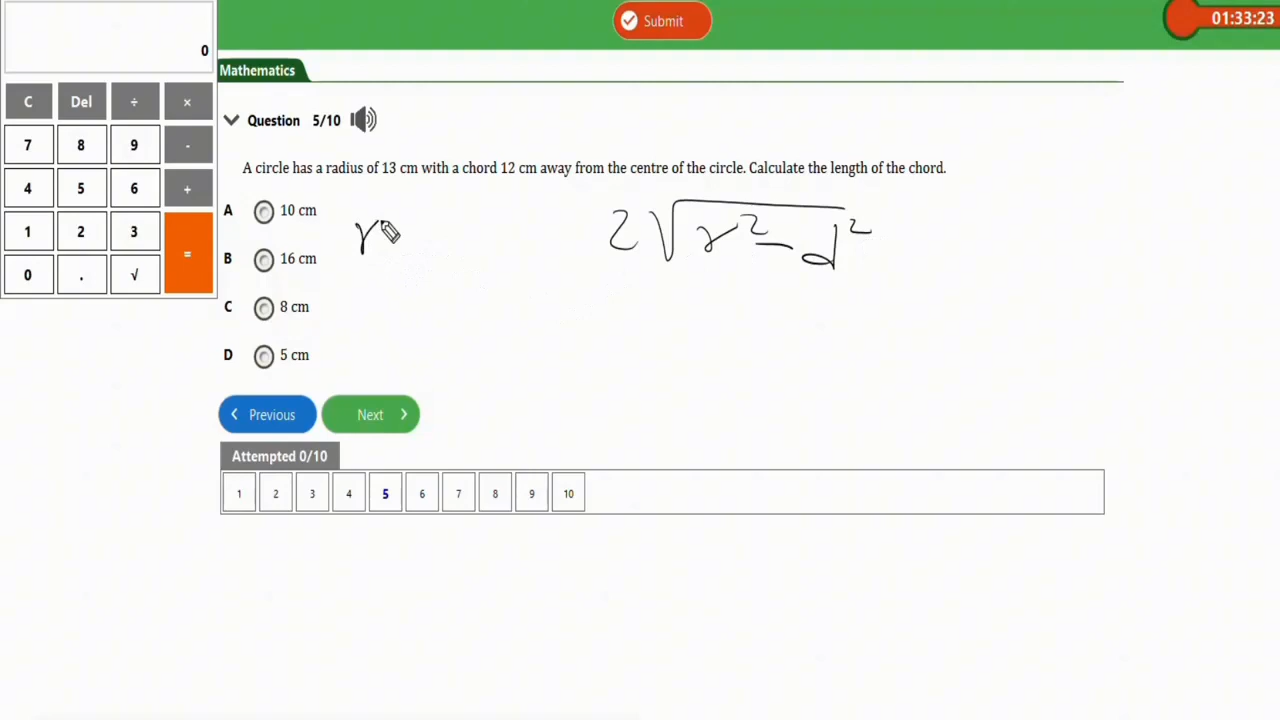 0
Submit
01:33:23
C Del ÷ ×
7 8 9 -
4 5 6 +
1 2 3 =
0 . √
Mathematics
Question 5/10
A circle has a radius of 13 cm with a chord 12 cm away from the centre of the circle. Calculate the length of the chord.
A 10 cm
B 16 cm
C 8 cm
D 5 cm
r
2√(r² - d²)
Previous
Next
Attempted 0/10
1 2 3 4 5 6 7 8 9 10